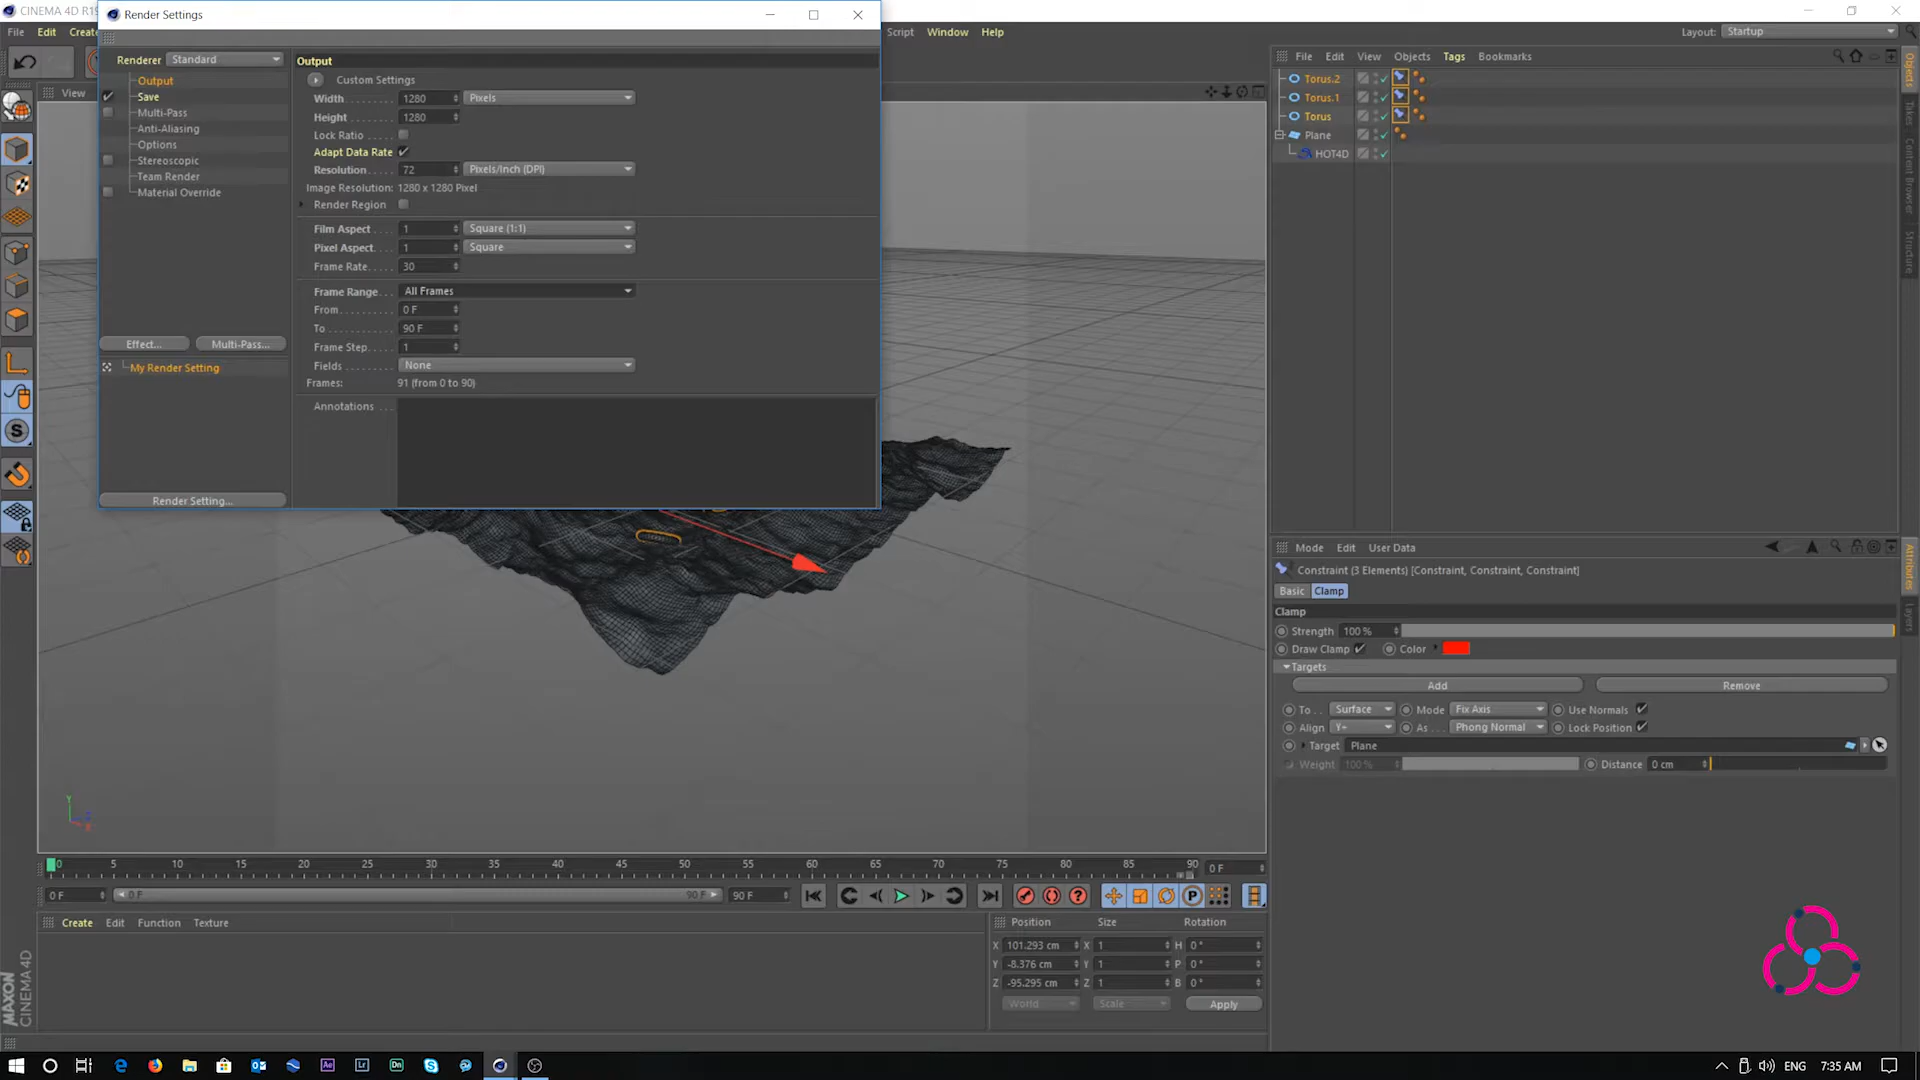 CINEMA 4D R19
Render Settings
File Edit Create Script Window Help Layout: Startup
Renderer Standard
Output
Save
Multi-Pass
Anti-Aliasing
Options
Stereoscopic
Team Render
Material Override
Effect... Multi-Pass...
My Render Setting
Render Setting...
Output
Custom Settings
Width 1280 Pixels
Height 1280
Lock Ratio
Adapt Data Rate
Resolution 72 Pixels/Inch (DPI)
Image Resolution: 1280 x 1280 Pixel
Render Region
Film Aspect 1 Square (1:1)
Pixel Aspect 1 Square
Frame Rate 30
Frame Range All Frames
From 0 F
To 90 F
Frame Step 1
Fields None
Frames: 91 (from 0 to 90)
Annotations
View
File Edit View Objects Tags Bookmarks
Torus.2
Torus.1
Torus
Plane
HOT4D
Objects
Takes
Content Browser
Structure
Mode Edit User Data
Constraint (3 Elements) [Constraint, Constraint, Constraint]
Basic Clamp
Clamp
Strength 100 %
Draw Clamp Color
Targets
Add Remove
To Surface Mode Fix Axis Use Normals
Align Y+ As Phong Normal Lock Position
Target Plane
Weight 100 % Distance 0 cm
Attributes
Layers
Y
0 5 10 15 20 25 30 35 40 45 50 55 60 65 70 75 80 85 90 0 F
0 F 0 F 90 F 90 F
Create Edit Function Texture
Position Size Rotation
X 101.293 cm X 1 H 0 °
Y -8.376 cm Y 1 P 0 °
Z -95.295 cm Z 1 B 0 °
World Scale Apply
MAXON
CINEMA 4D
ENG 7:35 AM